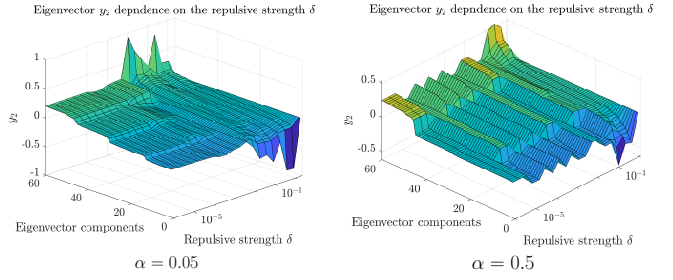 Eigenvector y₂ depndence on the repulsive strength δ
1
0.5
0
-0.5
-1
y₂
60
40
20
0
Eigenvector components
10⁻⁵
10⁻¹
Repulsive strength δ
α = 0.05
Eigenvector y₂ depndence on the repulsive strength δ
0.5
0
-0.5
y₂
60
40
20
0
Eigenvector components
10⁻⁵
10⁻¹
Repulsive strength δ
α = 0.5